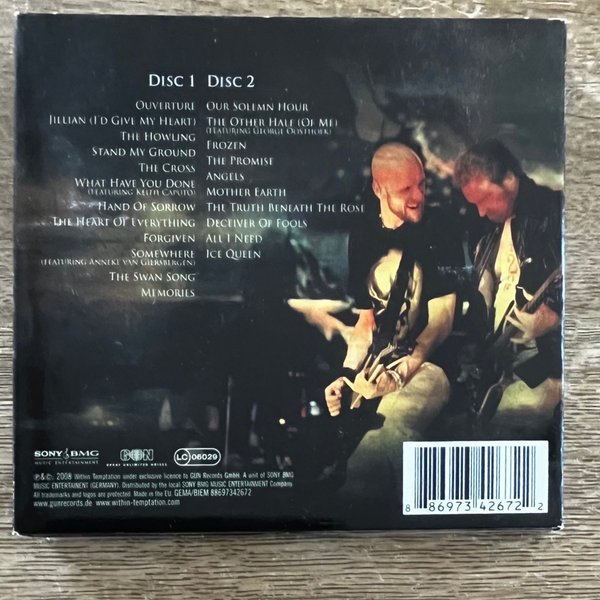 DISC 1
OUVERTURE
JILLIAN (I'D GIVE MY HEART)
THE HOWLING
STAND MY GROUND
THE CROSS
WHAT HAVE YOU DONE
(FEATURING KEITH CAPUTO)
HAND OF SORROW
THE HEART OF EVERYTHING
FORGIVEN
SOMEWHERE
(FEATURING ANNEKE VAN GIERSBERGEN)
THE SWAN SONG
MEMORIES
DISC 2
OUR SOLEMN HOUR
THE OTHER HALF (OF ME)
(FEATURING GEORGE OOSTHOEK)
FROZEN
THE PROMISE
ANGELS
MOTHER EARTH
THE TRUTH BENEATH THE ROSE
DECEIVER OF FOOLS
ALL I NEED
ICE QUEEN
SONY BMG
MUSIC ENTERTAINMENT
GUN
GREAT UNLIMITED NOISES
LC 06029
℗&©: 2008 Within Temptation under exclusive licence to GUN Records GmbH. A unit of SONY BMG
MUSIC ENTERTAINMENT (GERMANY). Distributed by the local SONY BMG MUSIC ENTERTAINMENT Company
All trademarks and logos are protected. Made in the EU. GEMA/BIEM 88697342672
www.gunrecords.de www.within-temptation.com
8 86973 42672 2